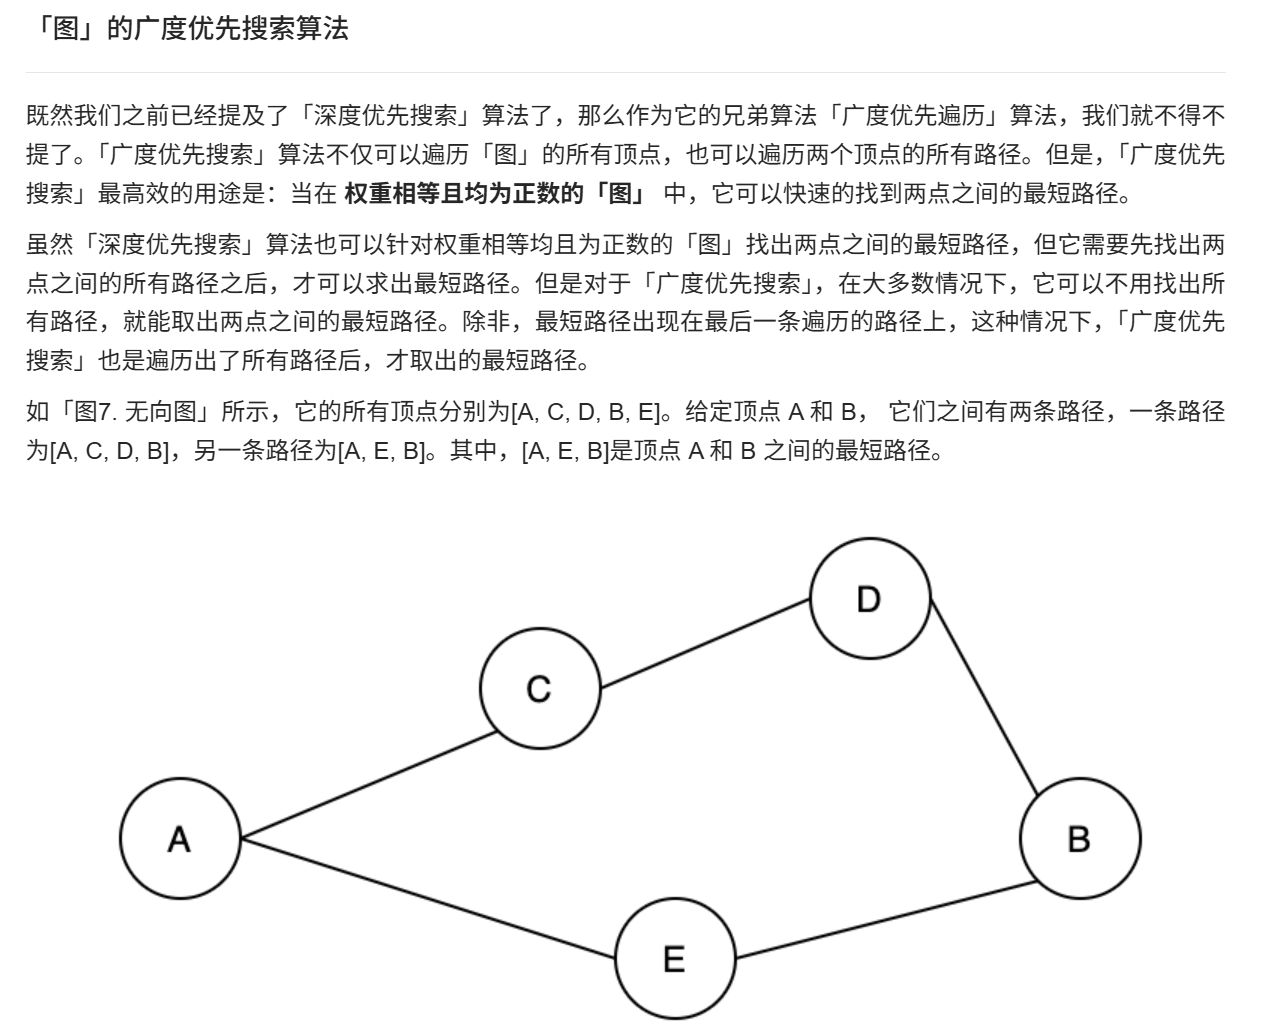 「图」的广度优先搜索算法
既然我们之前已经提及了「深度优先搜索」算法了，那么作为它的兄弟算法「广度优先遍历」算法，我们就不得不
提了。「广度优先搜索」算法不仅可以遍历「图」的所有顶点，也可以遍历两个顶点的所有路径。但是，「广度优先
搜索」最高效的用途是：当在 权重相等且均为正数的「图」 中，它可以快速的找到两点之间的最短路径。
虽然「深度优先搜索」算法也可以针对权重相等均且为正数的「图」找出两点之间的最短路径，但它需要先找出两
点之间的所有路径之后，才可以求出最短路径。但是对于「广度优先搜索」，在大多数情况下，它可以不用找出所
有路径，就能取出两点之间的最短路径。除非，最短路径出现在最后一条遍历的路径上，这种情况下，「广度优先
搜索」也是遍历出了所有路径后，才取出的最短路径。
如「图7. 无向图」所示，它的所有顶点分别为[A, C, D, B, E]。给定顶点 A 和 B， 它们之间有两条路径，一条路径
为[A, C, D, B]，另一条路径为[A, E, B]。其中，[A, E, B]是顶点 A 和 B 之间的最短路径。
D
C
A
B
E